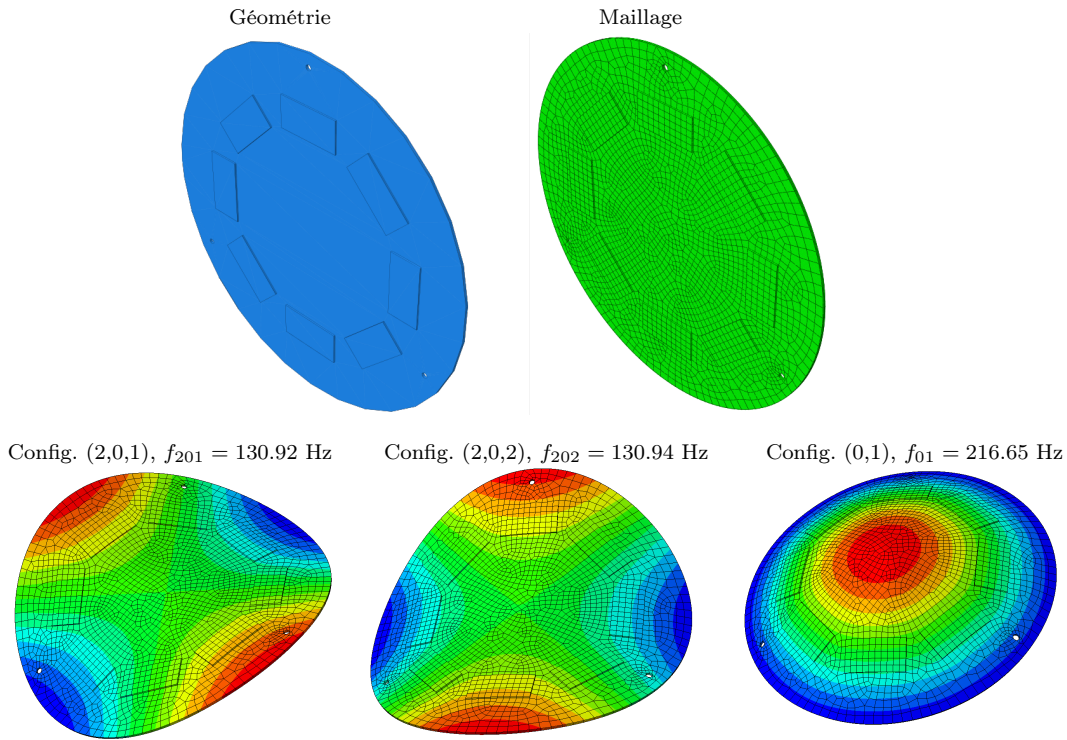 Géométrie
Maillage
Config. (2,0,1), f₂₀₁ = 130.92 Hz
Config. (2,0,2), f₂₀₂ = 130.94 Hz
Config. (0,1), f₀₁ = 216.65 Hz